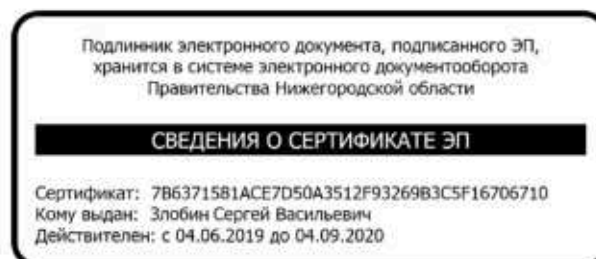 Подлинник электронного документа, подписанного ЭП,
хранится в системе электронного документооборота
Правительства Нижегородской области
СВЕДЕНИЯ О СЕРТИФИКАТЕ ЭП
Сертификат: 7B6371581ACE7D50A3512F93269B3C5F16706710
Кому выдан: Злобин Сергей Васильевич
Действителен: с 04.06.2019 до 04.09.2020